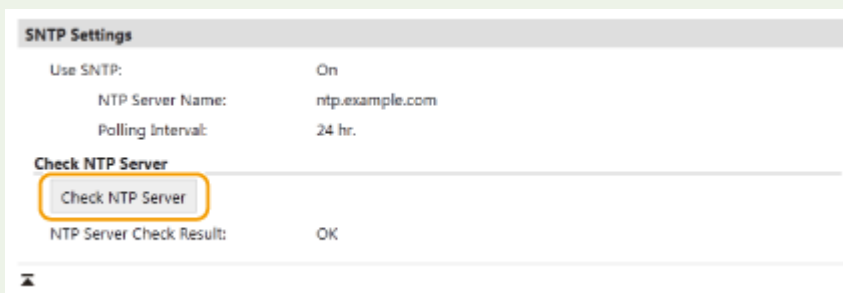 SNTP Settings
Use SNTP: On
NTP Server Name: ntp.example.com
Polling Interval: 24 hr.
Check NTP Server
Check NTP Server
NTP Server Check Result: OK